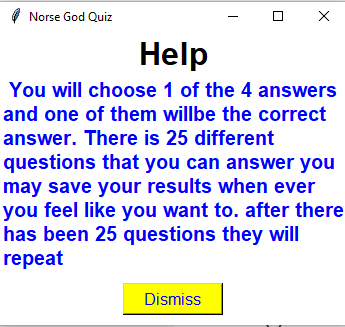 Norse God Quiz
Help
You will choose 1 of the 4 answers
and one of them willbe the correct
answer. There is 25 different
questions that you can answer you
may save your results when ever
you feel like you want to. after there
has been 25 questions they will
repeat
Dismiss